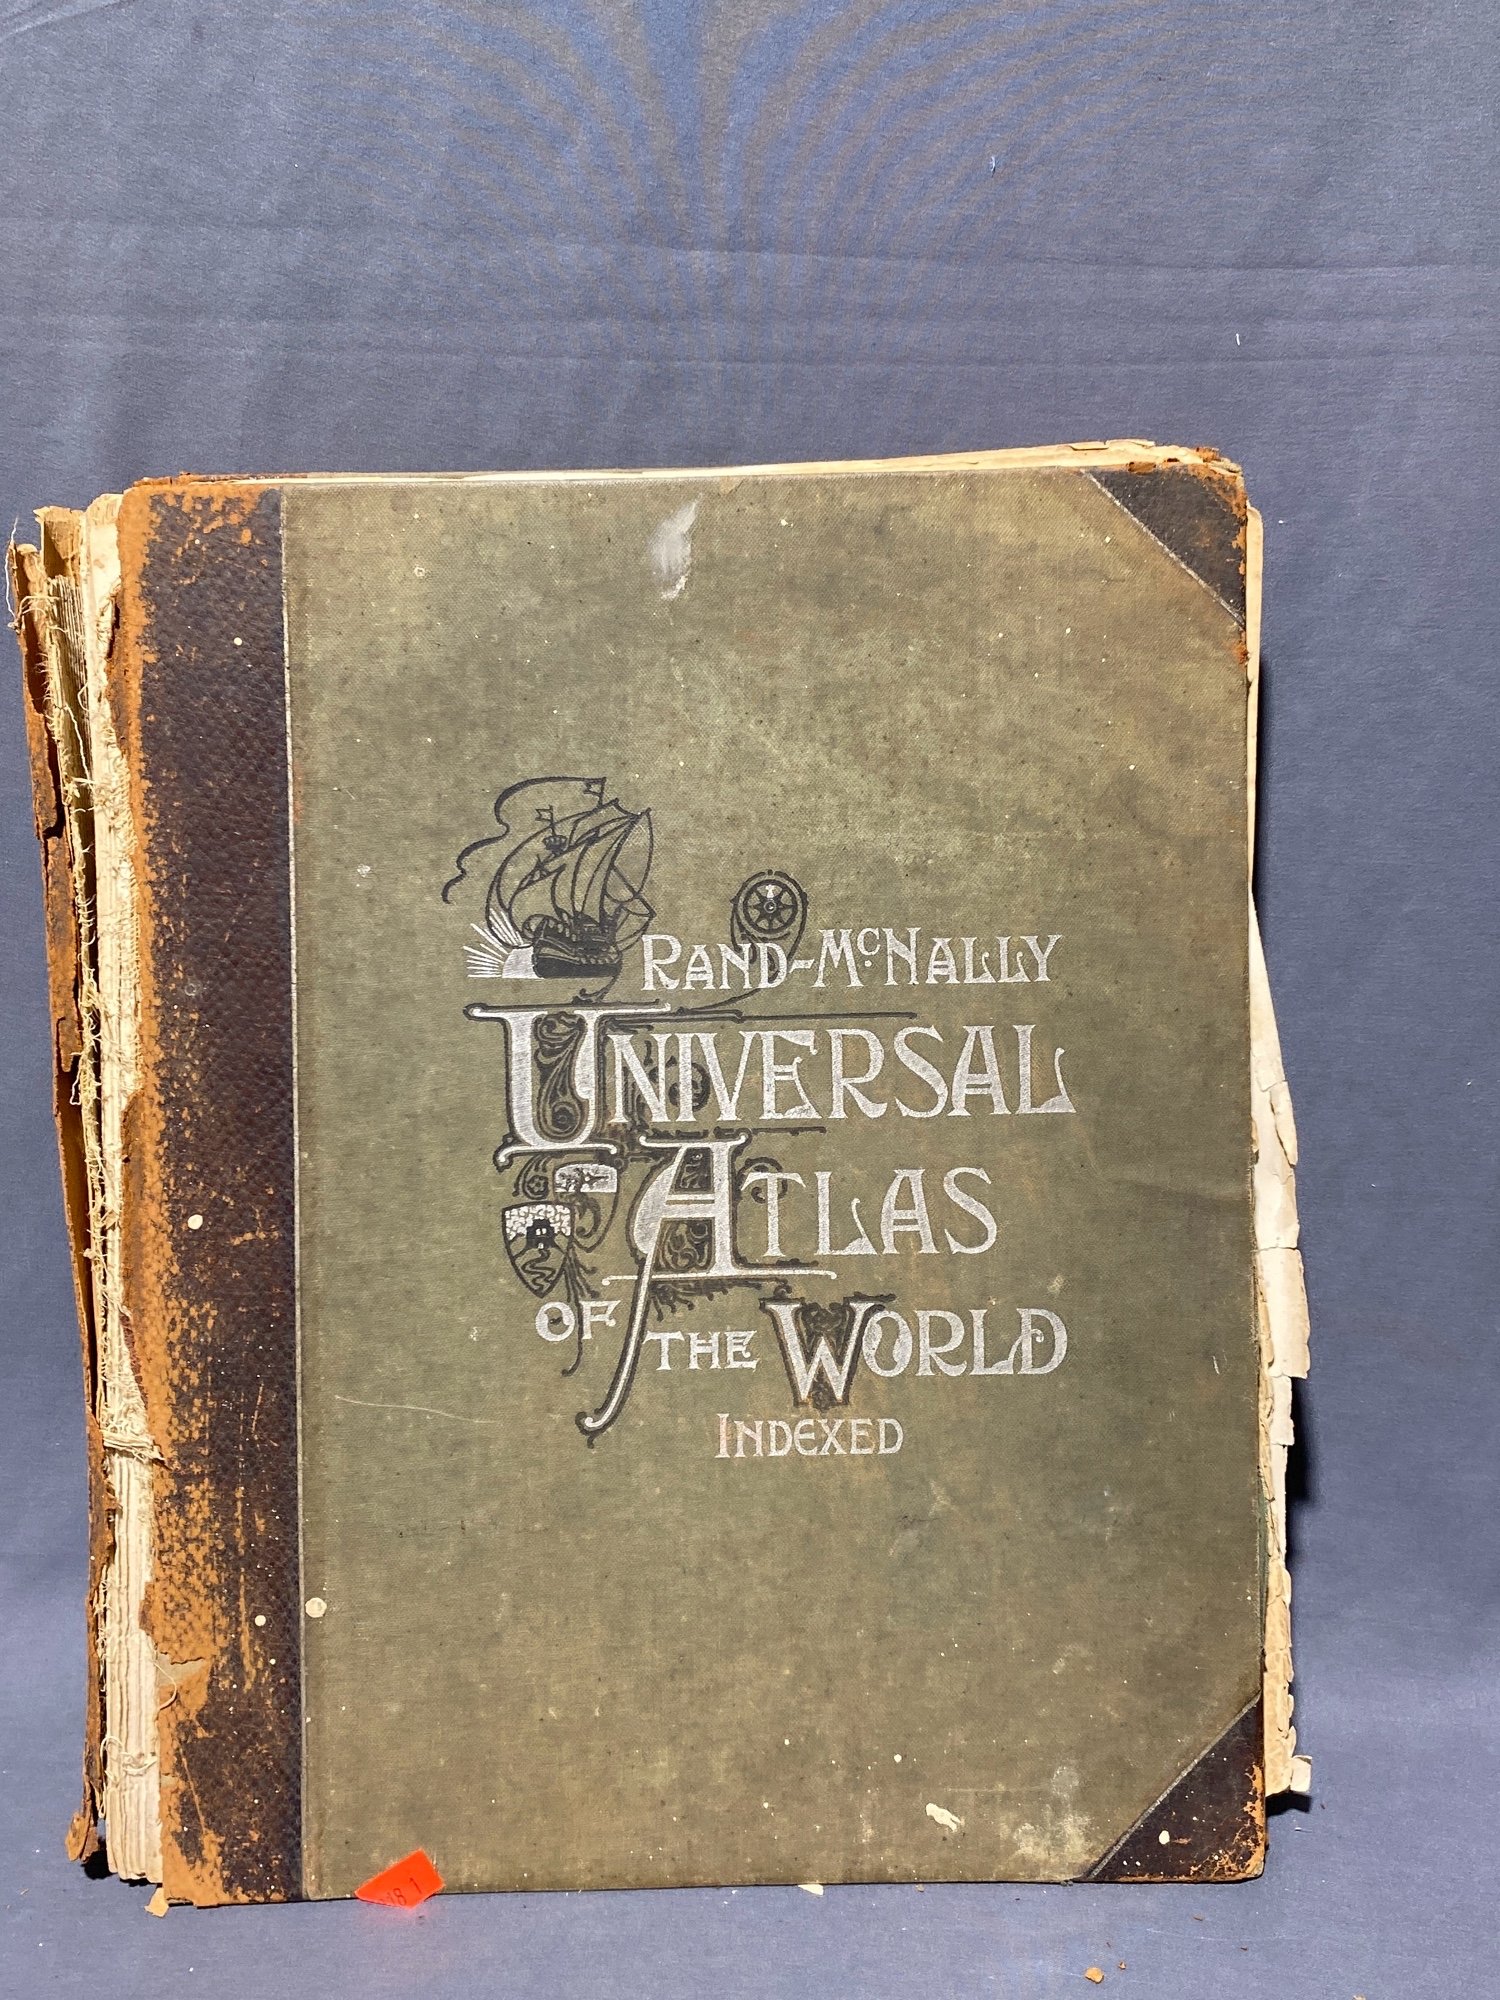 RAND-McNALLY
UNIVERSAL
ATLAS
OF THE WORLD
INDEXED